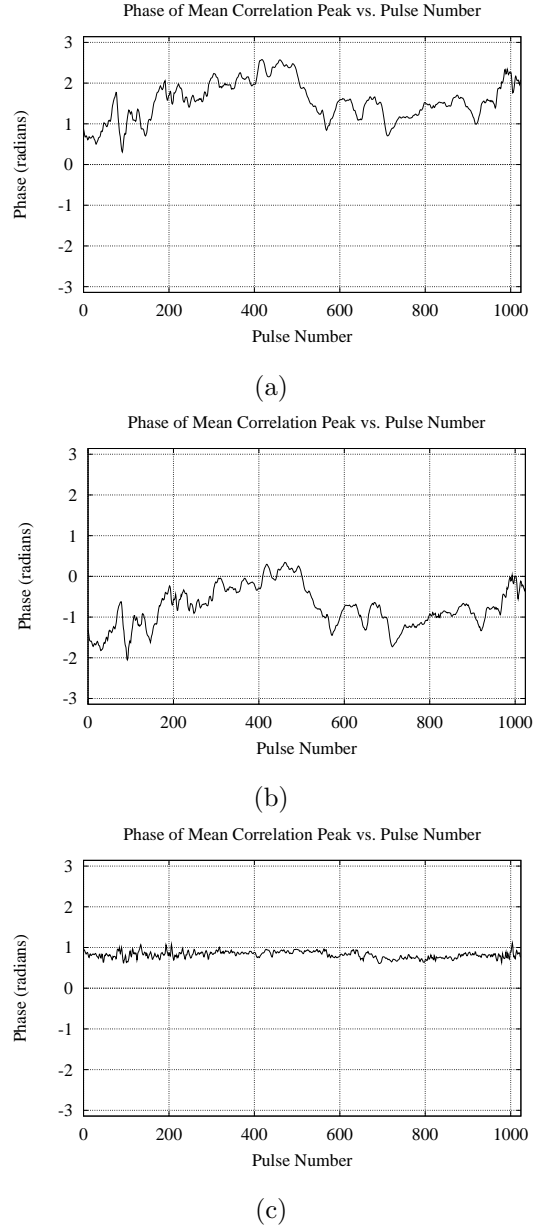 Phase of Mean Correlation Peak vs. Pulse Number
3
2
1
0
-1
-2
-3
Phase (radians)
0 200 400 600 800 1000
Pulse Number
(a)
Phase of Mean Correlation Peak vs. Pulse Number
3
2
1
0
-1
-2
-3
Phase (radians)
0 200 400 600 800 1000
Pulse Number
(b)
Phase of Mean Correlation Peak vs. Pulse Number
3
2
1
0
-1
-2
-3
Phase (radians)
0 200 400 600 800 1000
Pulse Number
(c)